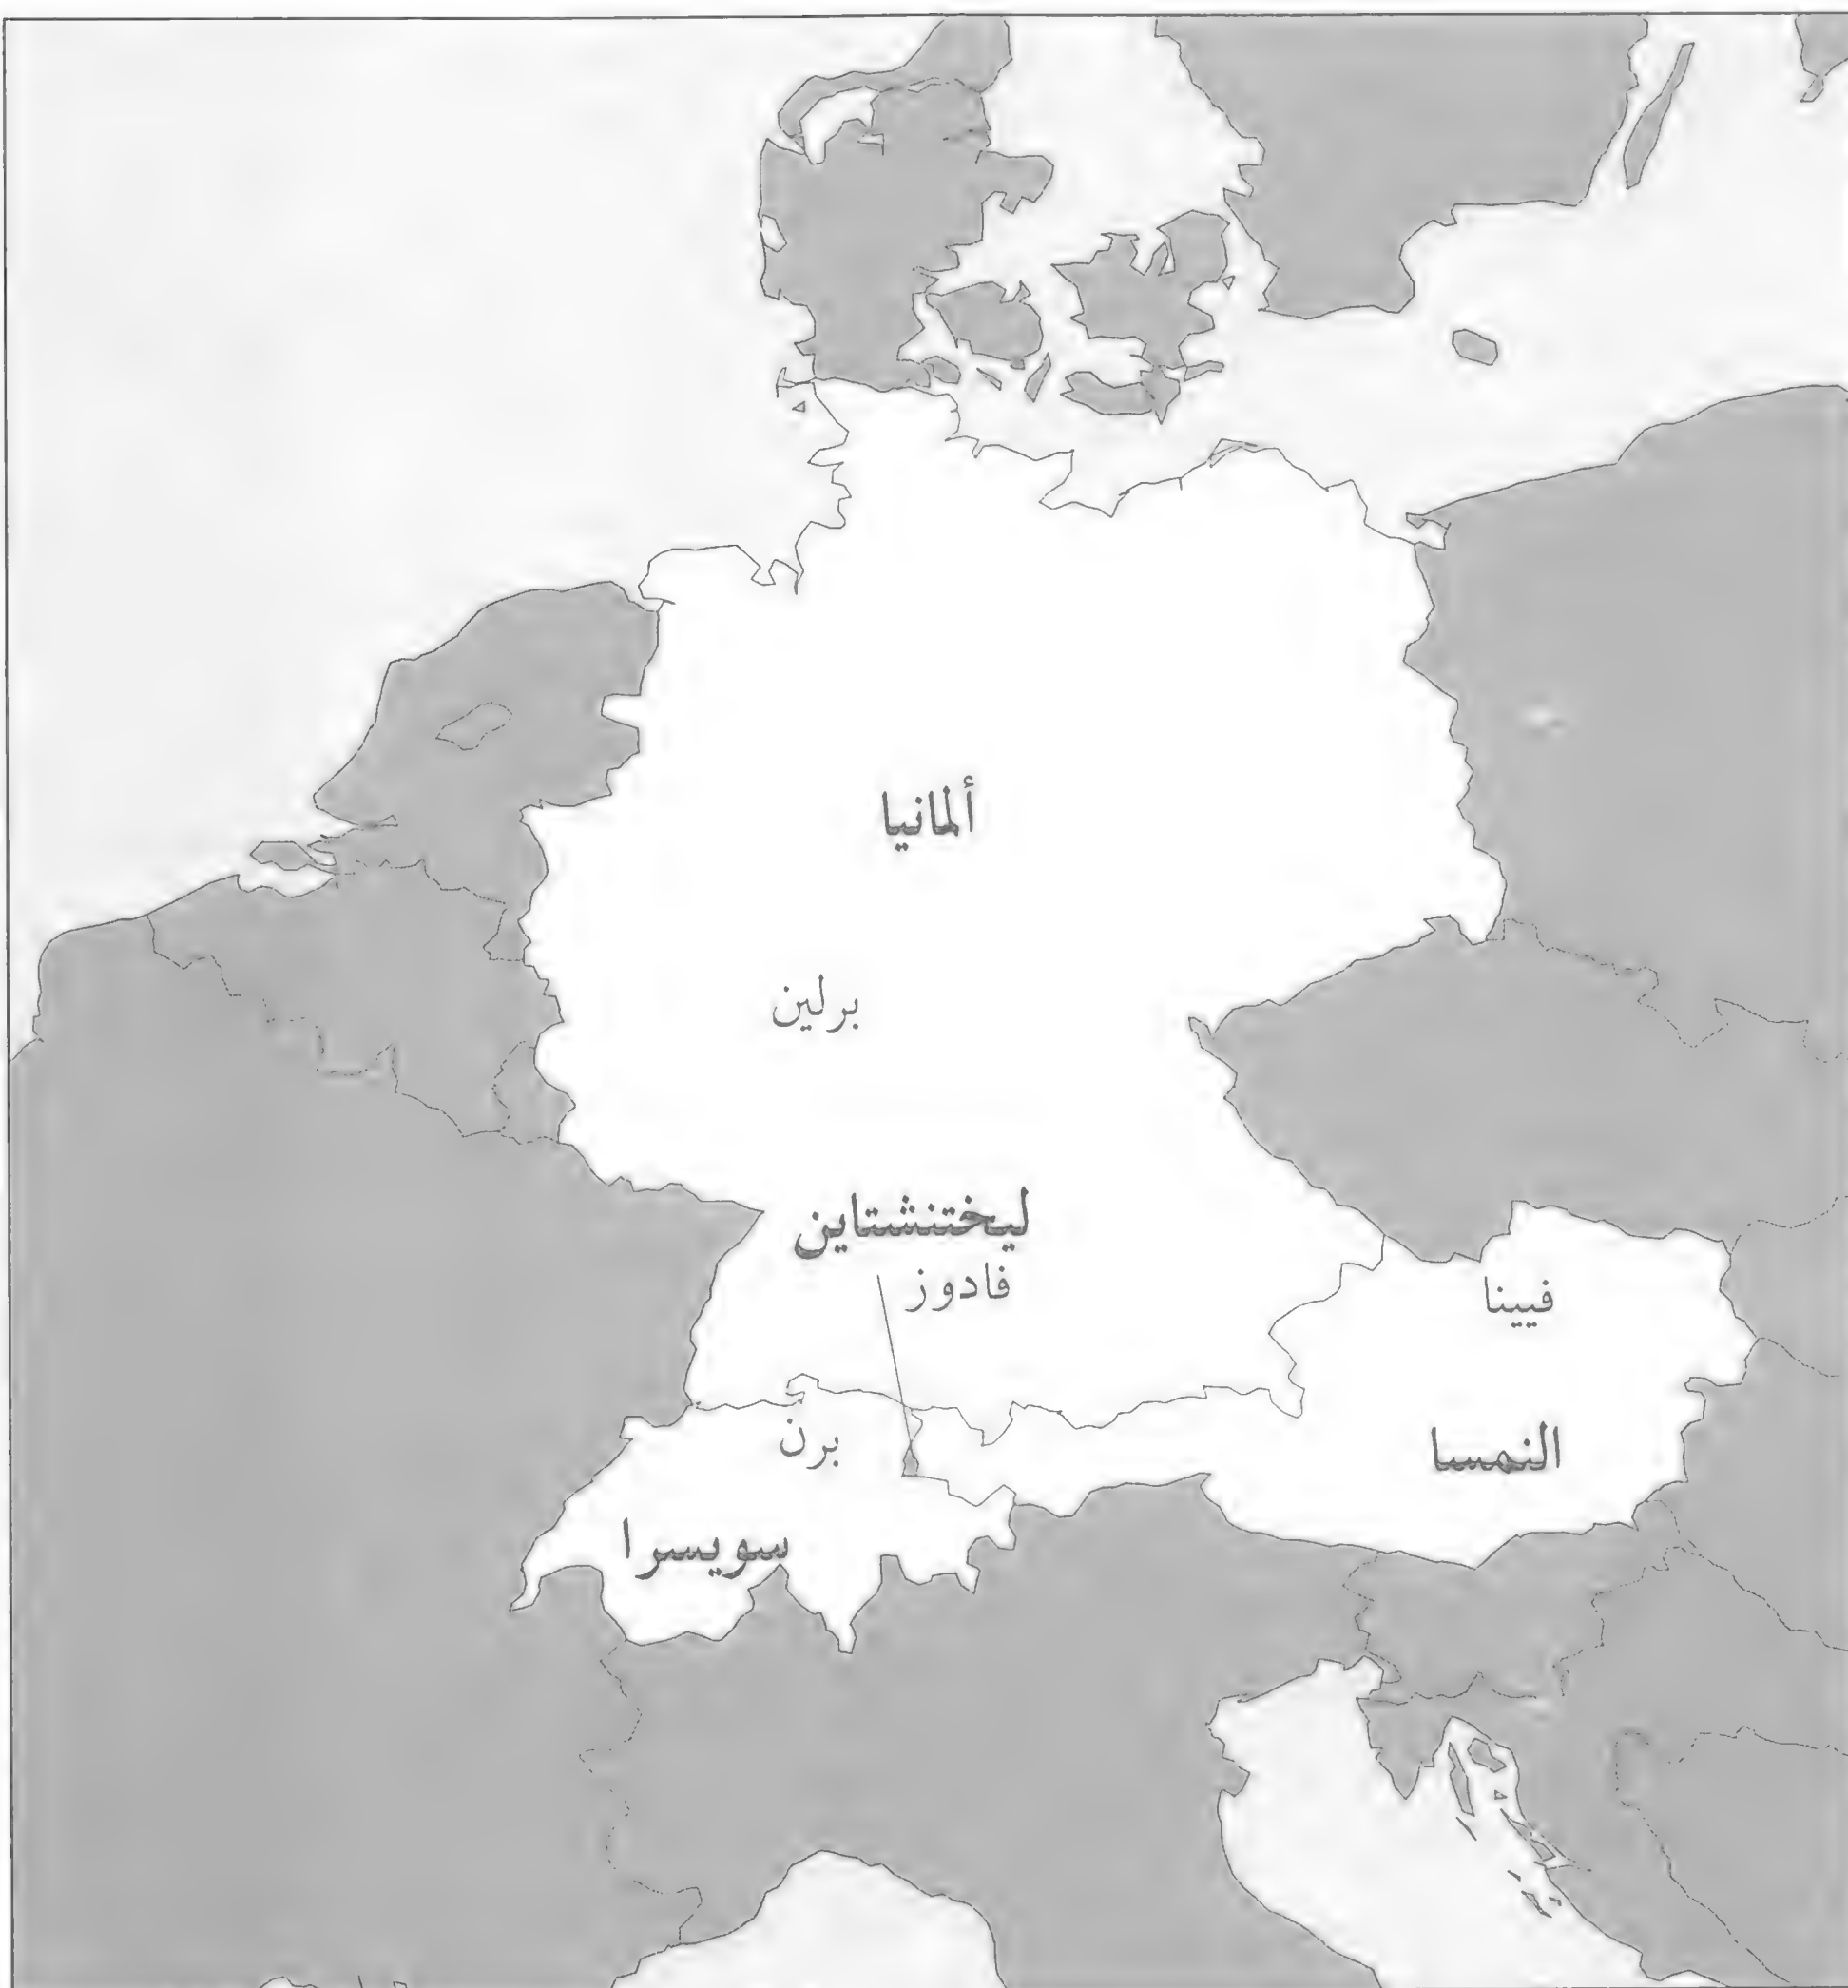 ألمانيا
برلين
ليختنشتاين
فادوز
فيينا
برن
النمسا
سويسرا